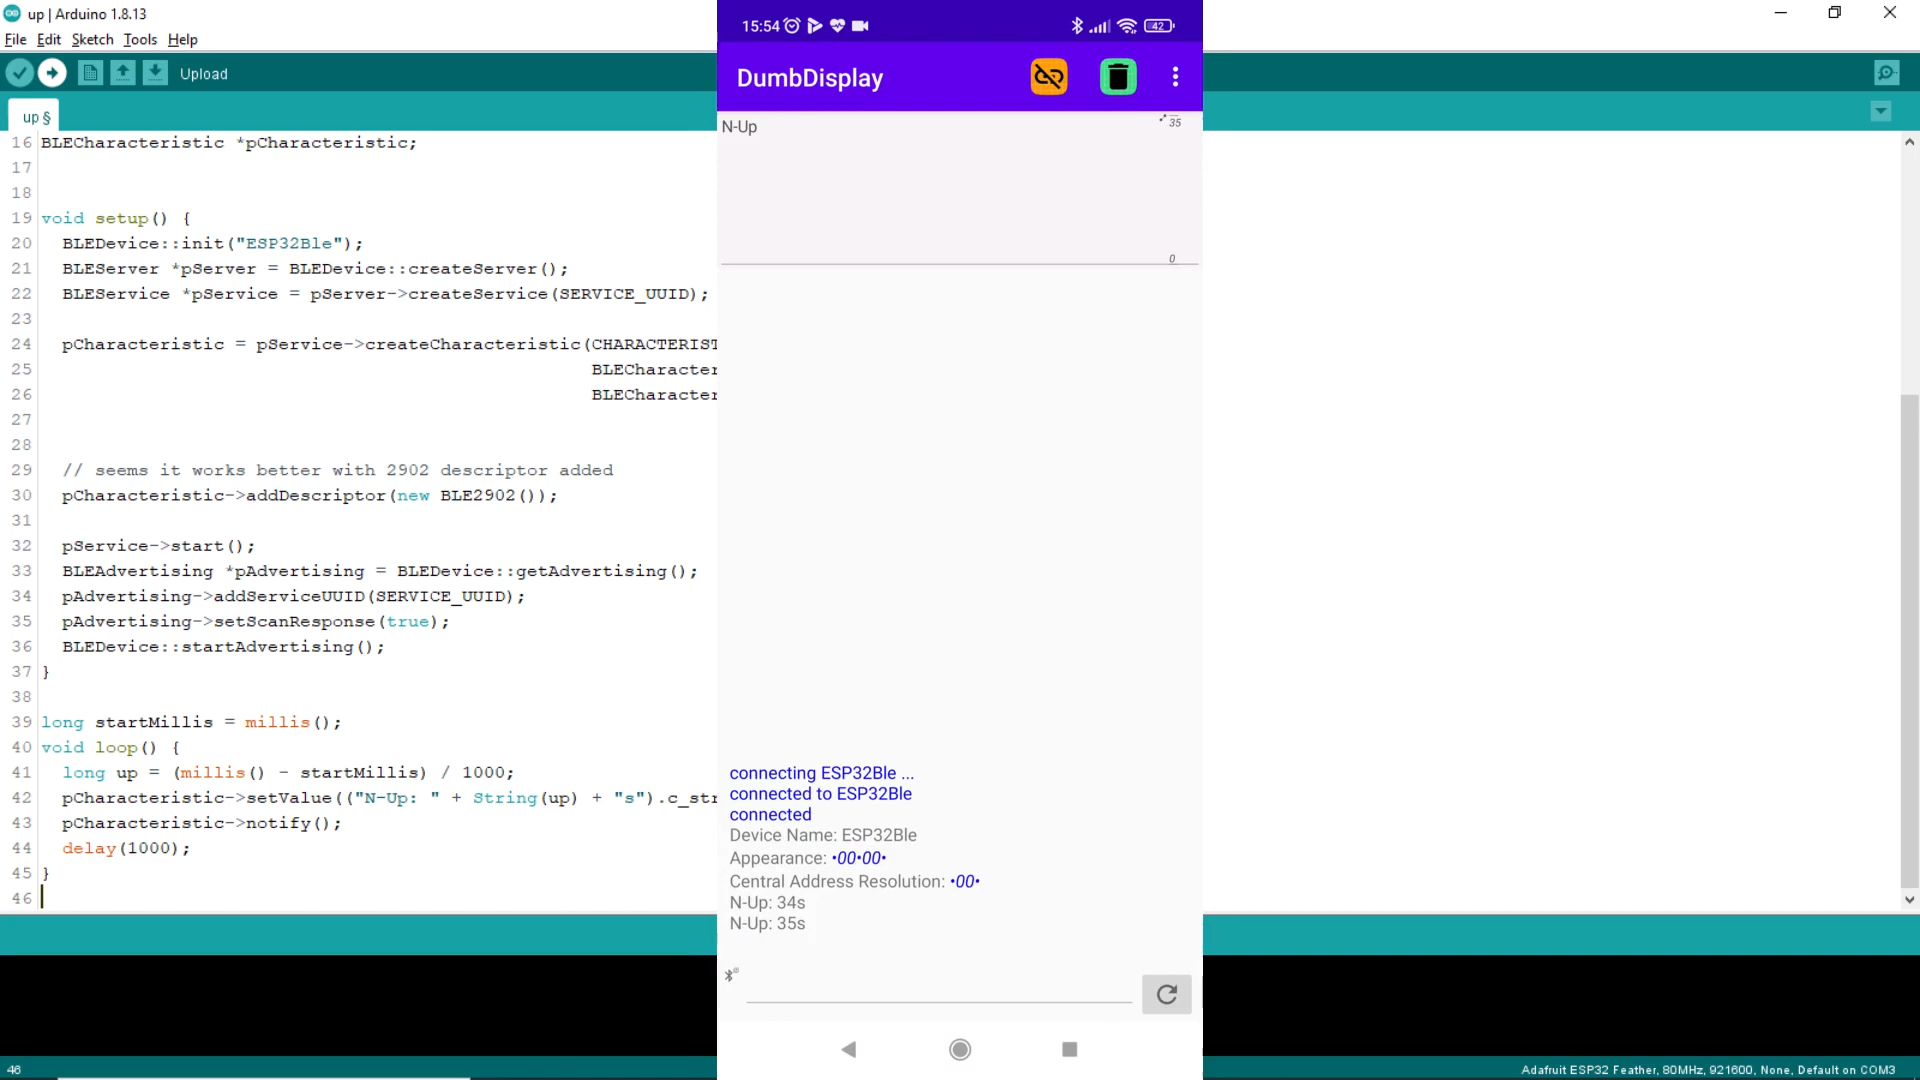 up | Arduino 1.8.13
File Edit Sketch Tools Help
Upload
up §
16 BLECharacteristic *pCharacteristic;
17
18
19 void setup() {
20 BLEDevice::init("ESP32Ble");
21 BLEServer *pServer = BLEDevice::createServer();
22 BLEService *pService = pServer->createService(SERVICE_UUID);
23
24 pCharacteristic = pService->createCharacteristic(CHARACTERIST
25 BLECharacter
26 BLECharacter
27
28
29 // seems it works better with 2902 descriptor added
30 pCharacteristic->addDescriptor(new BLE2902());
31
32 pService->start();
33 BLEAdvertising *pAdvertising = BLEDevice::getAdvertising();
34 pAdvertising->addServiceUUID(SERVICE_UUID);
35 pAdvertising->setScanResponse(true);
36 BLEDevice::startAdvertising();
37 }
38
39 long startMillis = millis();
40 void loop() {
41 long up = (millis() - startMillis) / 1000;
42 pCharacteristic->setValue(("N-Up: " + String(up) + "s").c_str
43 pCharacteristic->notify();
44 delay(1000);
45 }
46
15:54 42
DumbDisplay
N-Up
35
0
connecting ESP32Ble ...
connected to ESP32Ble
connected
Device Name: ESP32Ble
Appearance: •00•00•
Central Address Resolution: •00•
N-Up: 34s
N-Up: 35s
46
Adafruit ESP32 Feather, 80MHz, 921600, None, Default on COM3